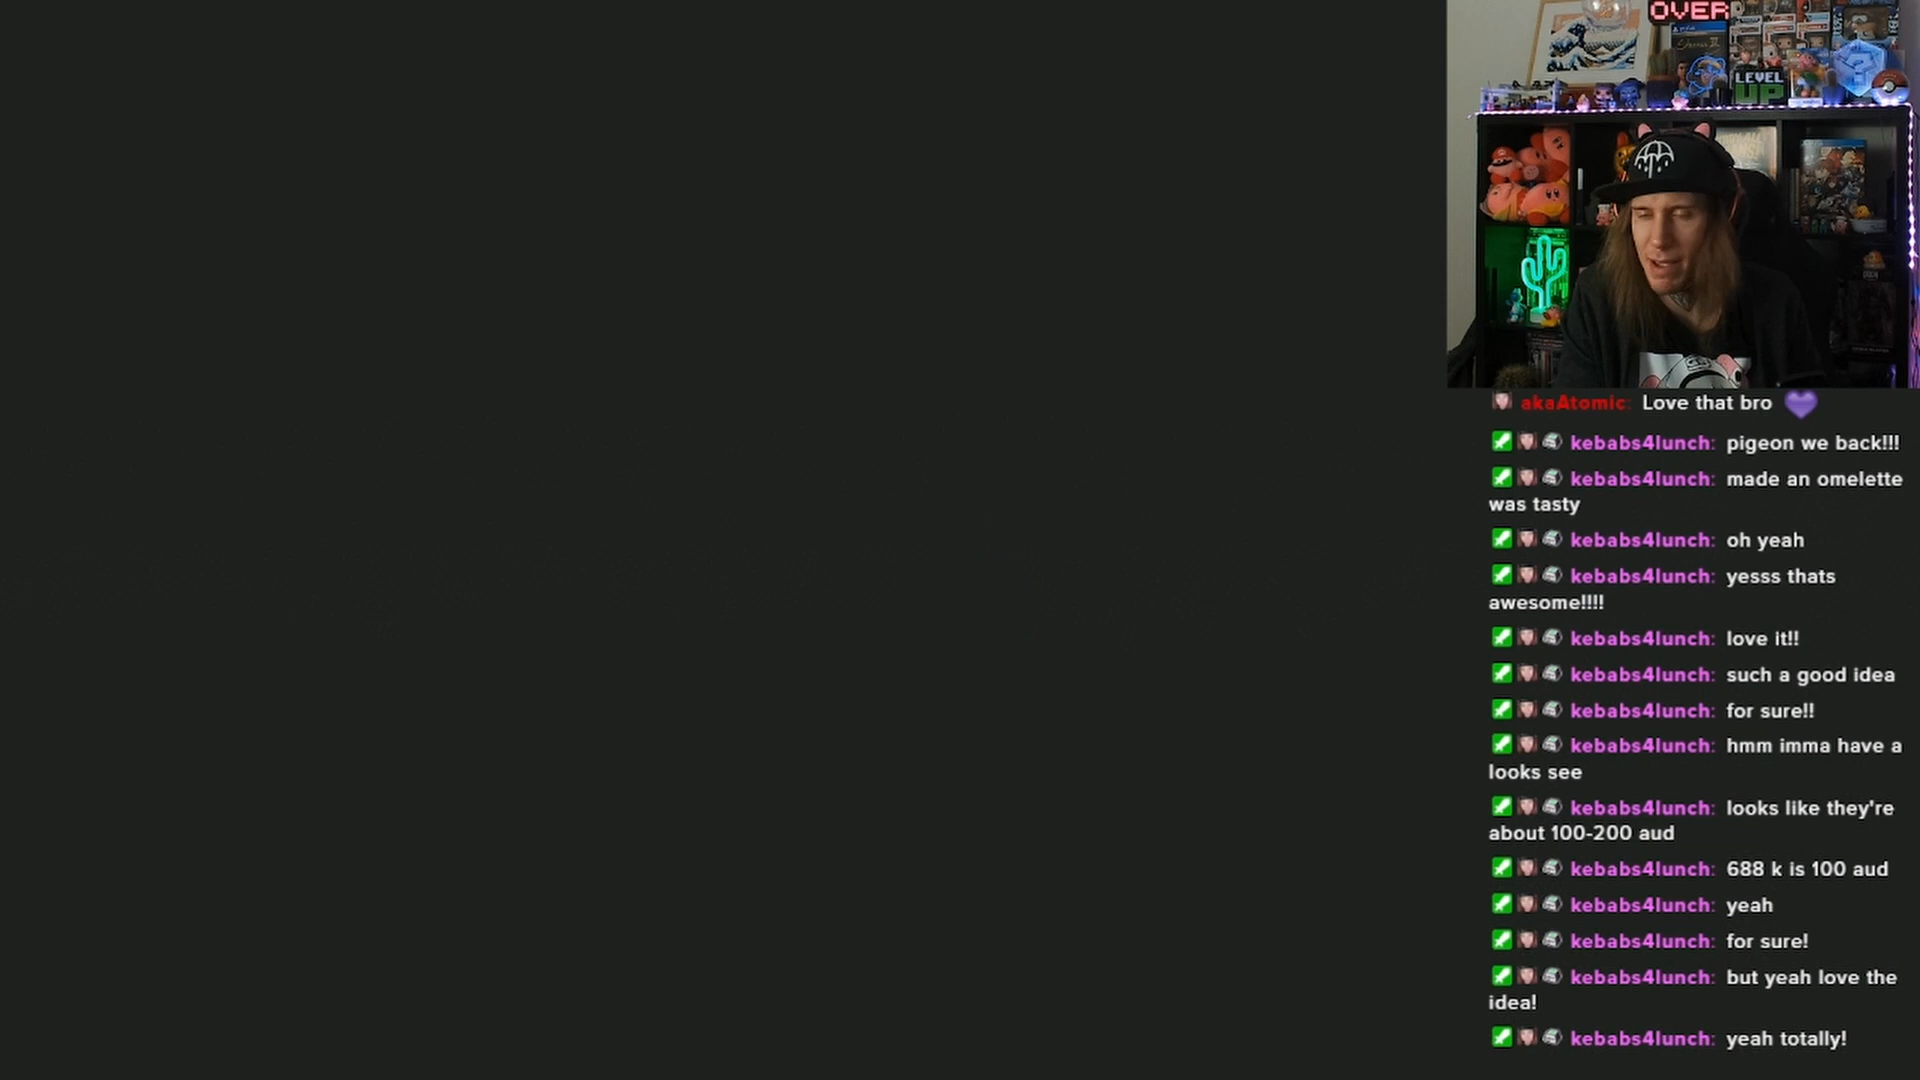 OVER
LEVEL
UP
akaAtomic: Love that bro
kebabs4lunch: pigeon we back!!!
kebabs4lunch: made an omelette
was tasty
kebabs4lunch: oh yeah
kebabs4lunch: yesss thats
awesome!!!!
kebabs4lunch: love it!!
kebabs4lunch: such a good idea
kebabs4lunch: for sure!!
kebabs4lunch: hmm imma have a
looks see
kebabs4lunch: looks like they're
about 100-200 aud
kebabs4lunch: 688 k is 100 aud
kebabs4lunch: yeah
kebabs4lunch: for sure!
kebabs4lunch: but yeah love the
idea!
kebabs4lunch: yeah totally!